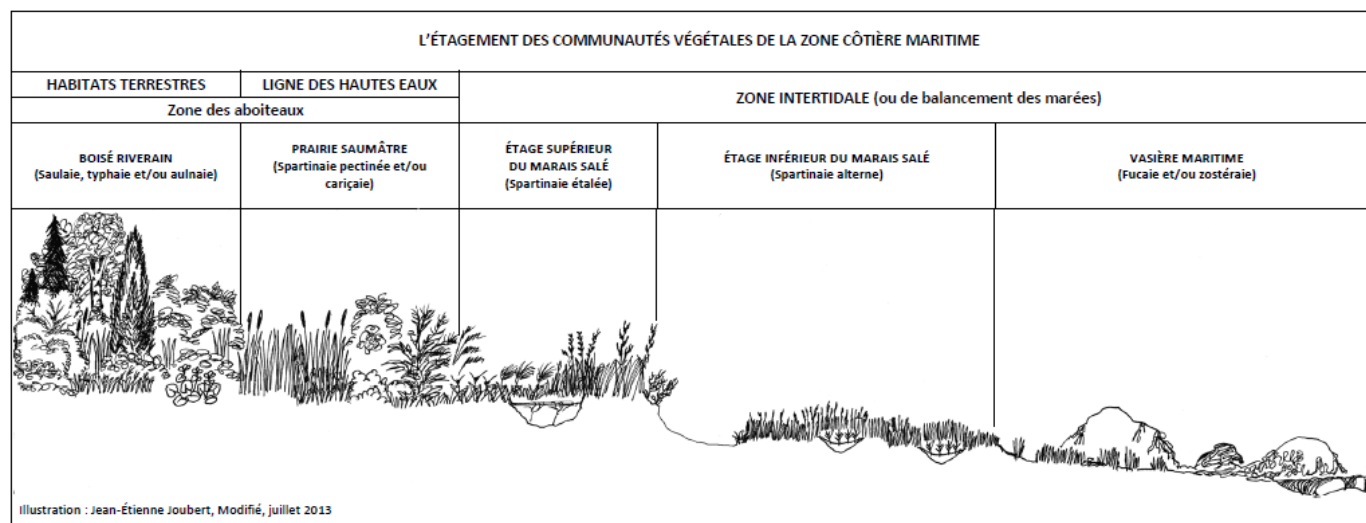 L'ÉTAGEMENT DES COMMUNAUTÉS VÉGÉTALES DE LA ZONE CÔTIÈRE MARITIME
HABITATS TERRESTRES
LIGNE DES HAUTES EAUX
Zone des aboiteaux
ZONE INTERTIDALE (ou de balancement des marées)
BOISÉ RIVERAIN
(Saulaie, typhaie et/ou aulnaie)
PRAIRIE SAUMÂTRE
(Spartinaie pectinée et/ou
cariçaie)
ÉTAGE SUPÉRIEUR
DU MARAIS SALÉ
(Spartinaie étalée)
ÉTAGE INFÉRIEUR DU MARAIS SALÉ
(Spartinaie alterne)
VASIÈRE MARITIME
(Fucaie et/ou zostéraie)
Illustration : Jean-Étienne Joubert, Modifié, juillet 2013